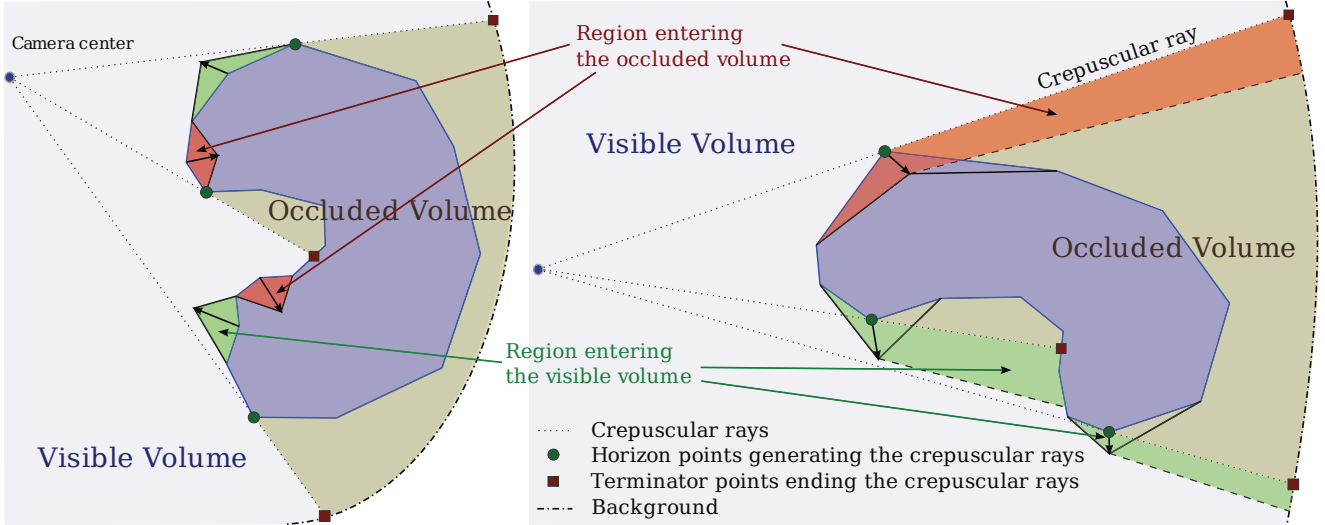 Camera center
Region entering
the occluded volume
Crepuscular ray
Visible Volume
Occluded Volume
Occluded Volume
Region entering
the visible volume
Visible Volume
Crepuscular rays
Horizon points generating the crepuscular rays
Terminator points ending the crepuscular rays
Background